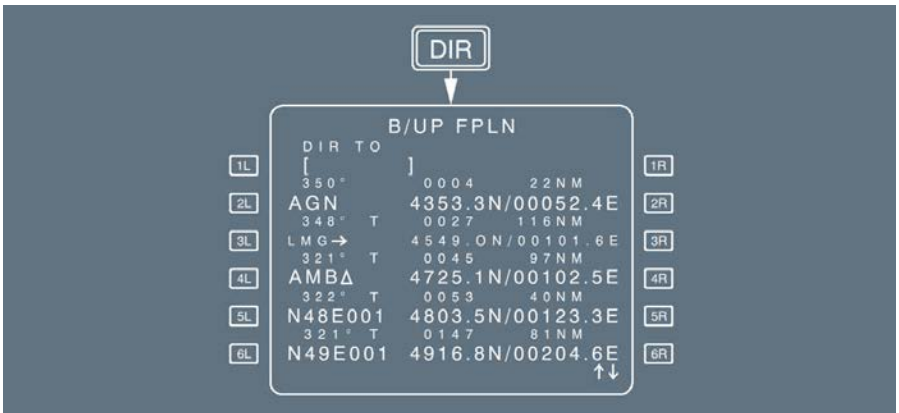 DIR
B/UP FPLN
DIR TO
1L [ ] 1R
350° 0004 22NM
2L AGN 4353.3N/00052.4E 2R
348° T 0027 116NM
3L LMG→ 4549.0N/00101.6E 3R
321° T 0045 97NM
4L AMBΔ 4725.1N/00102.5E 4R
322° T 0053 40NM
5L N48E001 4803.5N/00123.3E 5R
321° T 0147 81NM
6L N49E001 4916.8N/00204.6E 6R
↑↓